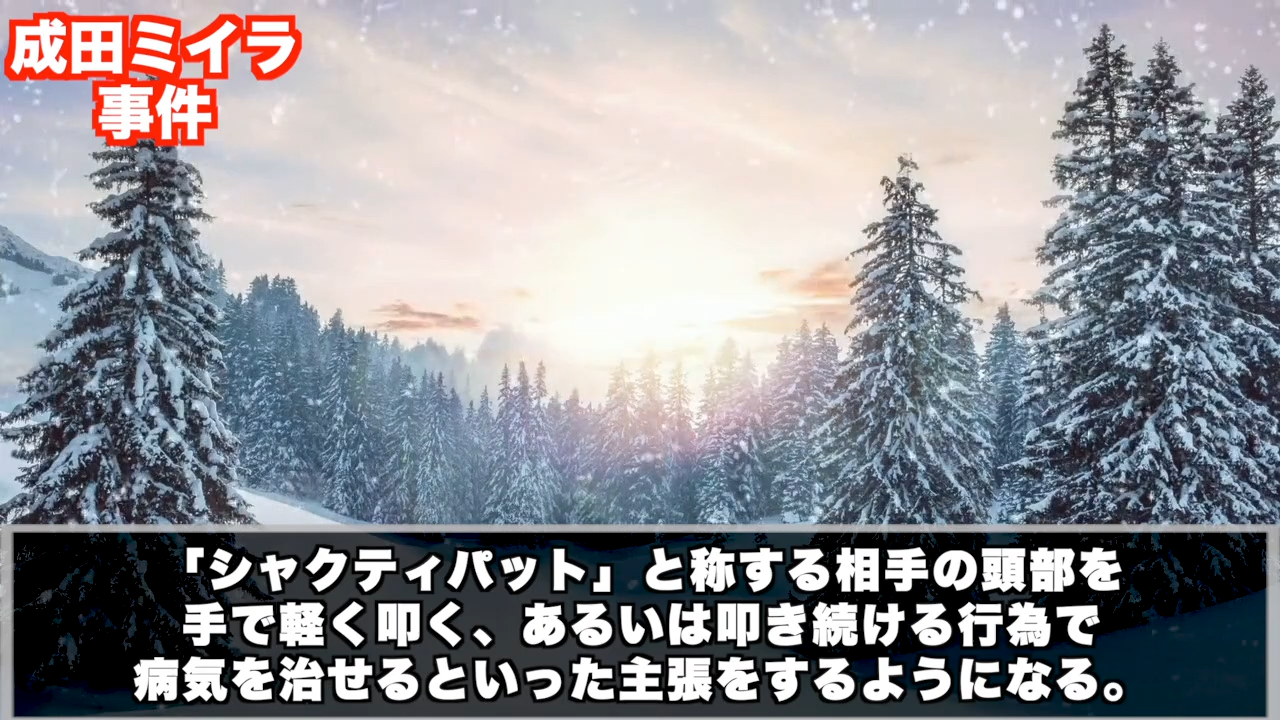 成田ミイラ
事件
「シャクティパット」と称する相手の頭部を
手で軽く叩く、あるいは叩き続ける行為で
病気を治せるといった主張をするようになる。